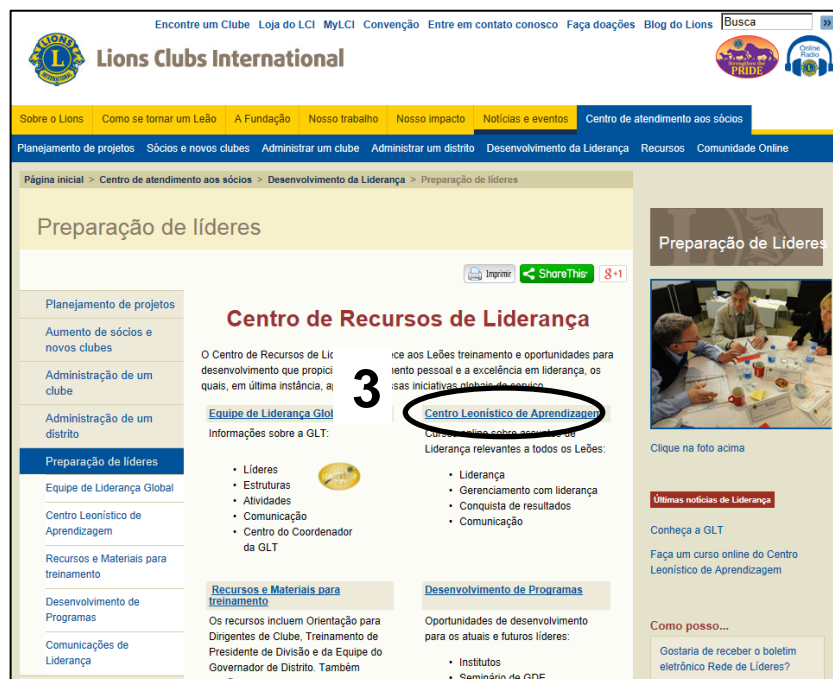 Encontre um Clube Loja do LCI MyLCI Convenção Entre em contato conosco Faça doações Blog do Lions Busca »
LIONS
L
INTERNATIONAL
Lions Clubs International
Strengthen the
PRIDE
Online
Radio
Sobre o Lions Como se tornar um Leão A Fundação Nosso trabalho Nosso impacto Notícias e eventos Centro de atendimento aos sócios
Planejamento de projetos Sócios e novos clubes Administrar um clube Administrar um distrito Desenvolvimento da Liderança Recursos Comunidade Online
Página inicial > Centro de atendimento aos sócios > Desenvolvimento da Liderança > Preparação de líderes
Preparação de líderes
Imprimir ShareThis 8+1
Planejamento de projetos
Aumento de sócios e
novos clubes
Administração de um
clube
Administração de um
distrito
Preparação de líderes
Equipe de Liderança Global
Centro Leonístico de
Aprendizagem
Recursos e Materiais para
treinamento
Desenvolvimento de
Programas
Comunicações de
Liderança
Centro de Recursos de Liderança
O Centro de Recursos de Lid ce aos Leões treinamento e oportunidades para
desenvolvimento que propici ento pessoal e a excelência em liderança, os
quais, em última instância, a sas iniciativas globais de serviço
3
Equipe de Liderança Glob
Informações sobre a GLT:
• Líderes
• Estruturas
• Atividades
• Comunicação
• Centro do Coordenador
da GLT
Centro Leonístico de Aprendizagem
Cursos online sobre assuntos de
Liderança relevantes a todos os Leões:
• Liderança
• Gerenciamento com liderança
• Conquista de resultados
• Comunicação
Recursos e Materiais para
treinamento
Os recursos incluem Orientação para
Dirigentes de Clube, Treinamento de
Presidente de Divisão e da Equipe do
Governador de Distrito. Também
Desenvolvimento de Programas
Oportunidades de desenvolvimento
para os atuais e futuros líderes:
• Institutos
• Seminário de GDE
Preparação de Líderes
Clique na foto acima
Últimas notícias de Liderança
Conheça a GLT
Faça um curso online do Centro
Leonístico de Aprendizagem
Como posso...
Gostaria de receber o boletim
eletrônico Rede de Líderes?